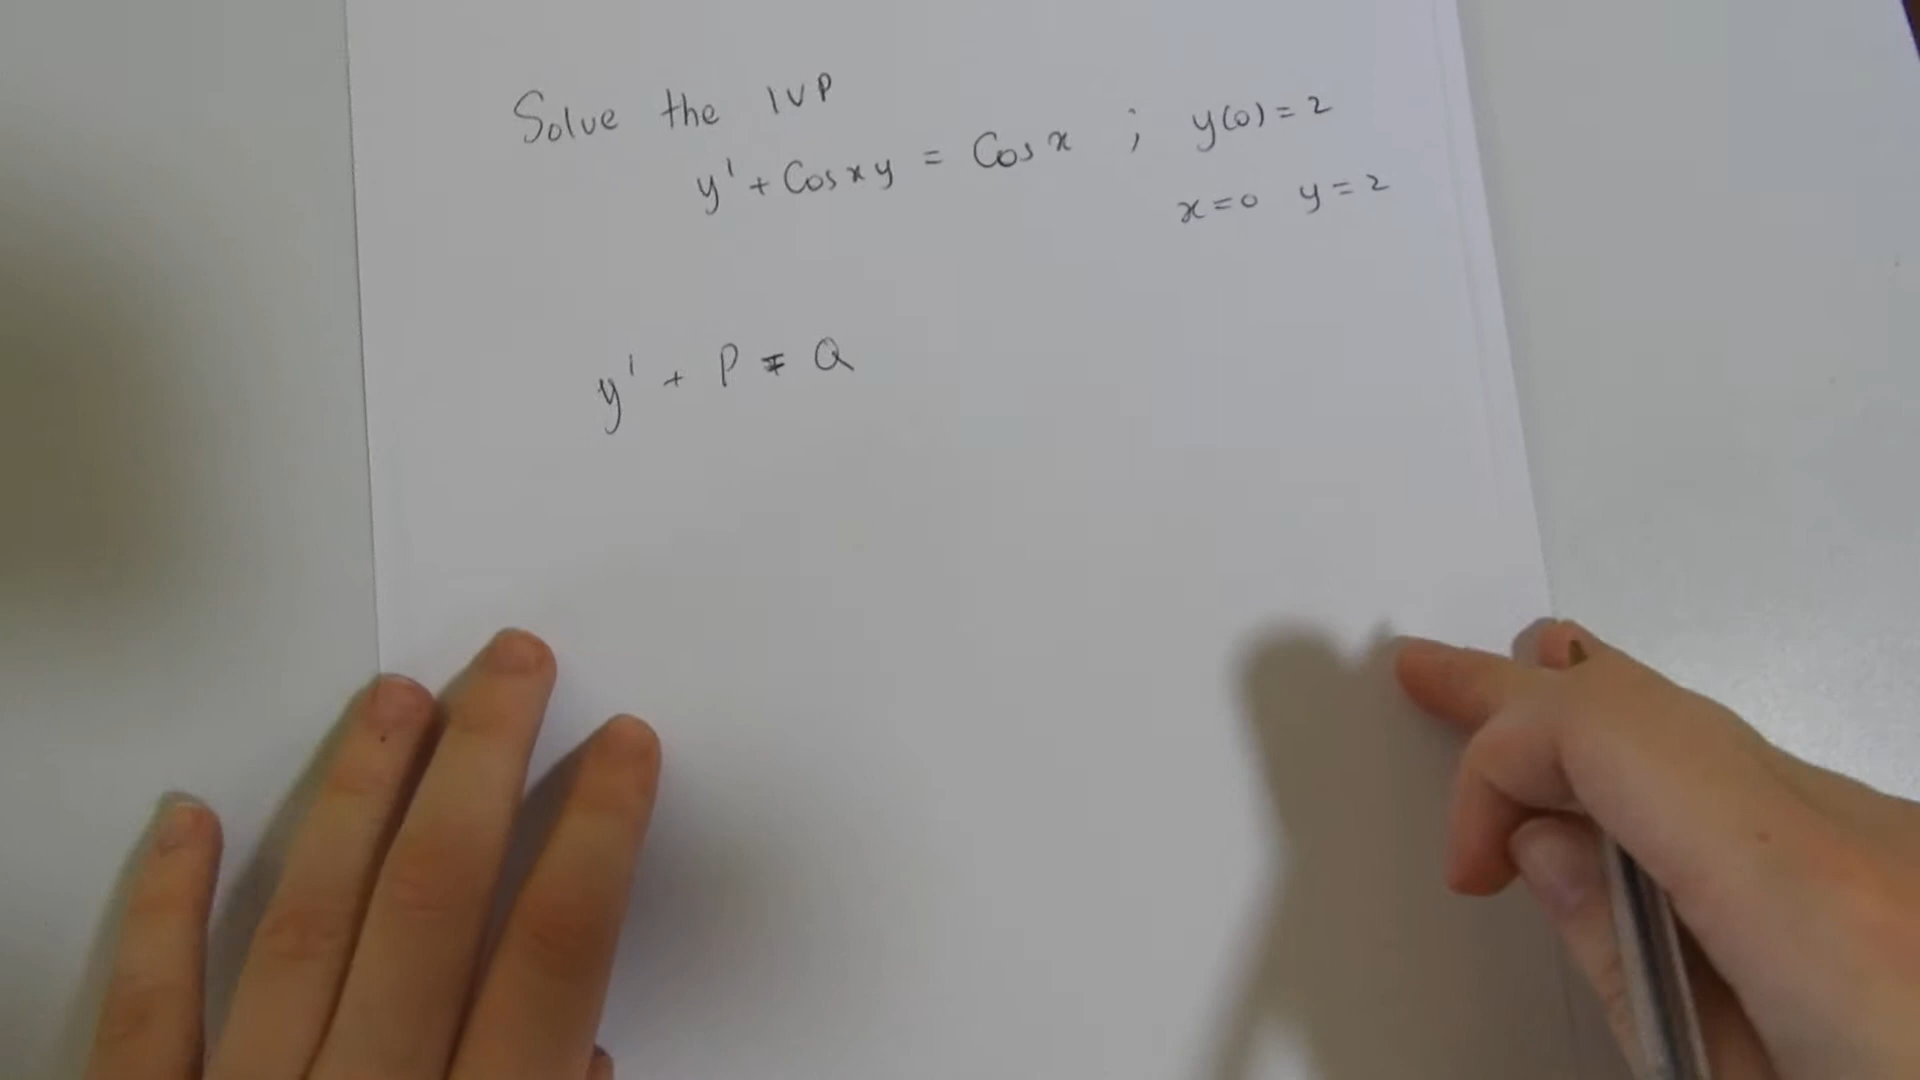 Solve the IVP
y' + Cos x y = Cos x ; y(0) = 2
x = 0 y = 2
y' + P = Q